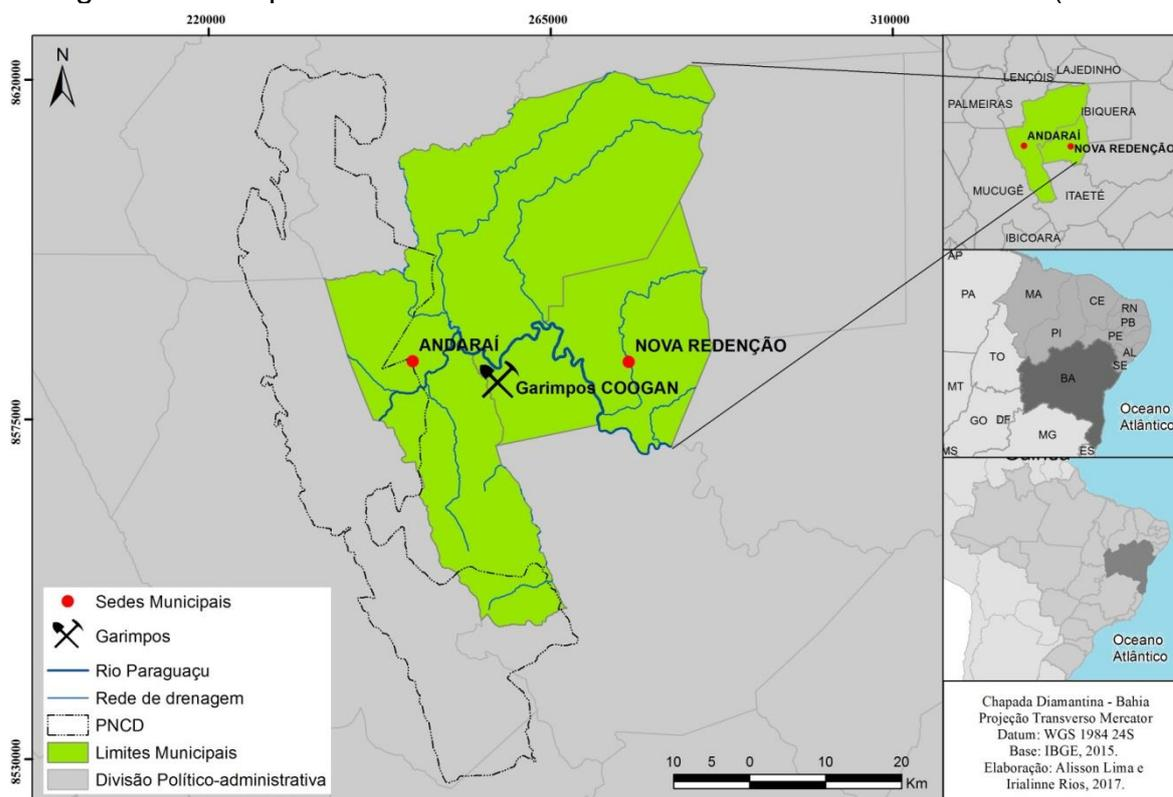 220000
265000
310000
8620000
8575000
8530000
N
ANDARAÍ
NOVA REDENÇÃO
Garimpos COOGAN
Sedes Municipais
Garimpos
Rio Paraguaçu
Rede de drenagem
PNCD
Limites Municipais
Divisão Político-administrativa
10 5 0 10 20
Km
LENÇÓIS
LAJEDINHO
PALMEIRAS
IBIQUERA
ANDARAÍ
NOVA REDENÇÃO
MUCUGÊ
ITAETÉ
IBICOARA
AP
PA
MA
CE
RN
PB
PI
PE
AL
SE
TO
BA
MT
GO
DF
MG
ES
MS
Oceano
Atlântico
Oceano
Atlântico
Chapada Diamantina - Bahia
Projeção Transverso Mercator
Datum: WGS 1984 24S
Base: IBGE, 2015.
Elaboração: Alisson Lima e
Irialinne Rios, 2017.